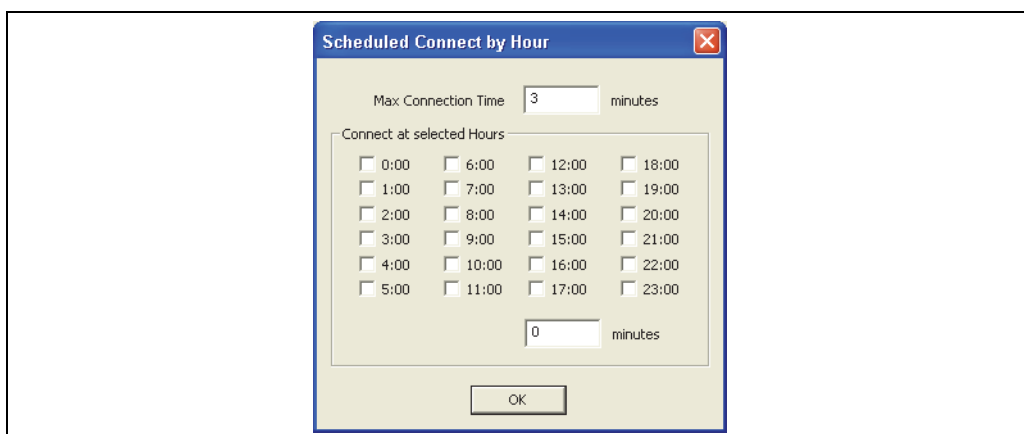 Scheduled Connect by Hour
Max Connection Time 3 minutes
Connect at selected Hours
0:00 6:00 12:00 18:00
1:00 7:00 13:00 19:00
2:00 8:00 14:00 20:00
3:00 9:00 15:00 21:00
4:00 10:00 16:00 22:00
5:00 11:00 17:00 23:00
0 minutes
OK